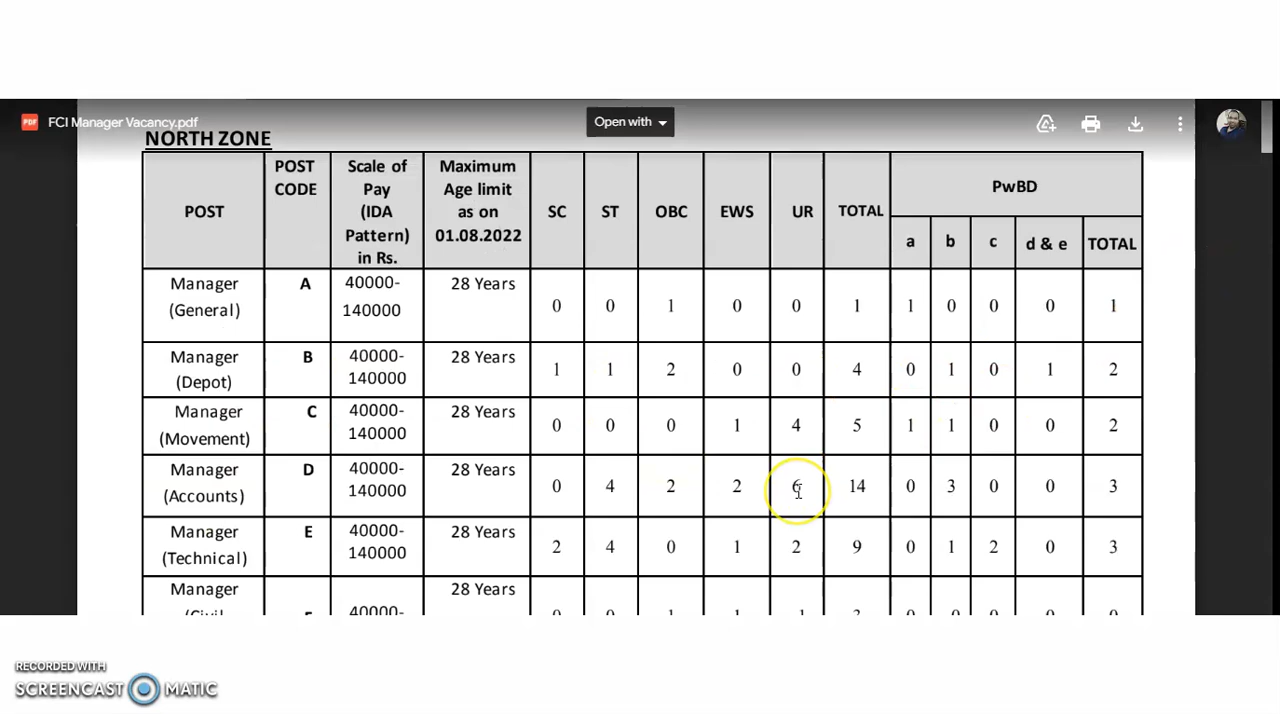 FCI Manager Vacancy.pdf
Open with
NORTH ZONE
POST POST CODE Scale of Pay (IDA Pattern) in Rs. Maximum Age limit as on 01.08.2022 SC ST OBC EWS UR TOTAL PwBD
a b c d & e TOTAL
Manager (General) A 40000-140000 28 Years 0 0 1 0 0 1 1 0 0 0 1
Manager (Depot) B 40000-140000 28 Years 1 1 2 0 0 4 0 1 0 1 2
Manager (Movement) C 40000-140000 28 Years 0 0 0 1 4 5 1 1 0 0 2
Manager (Accounts) D 40000-140000 28 Years 0 4 2 2 6 14 0 3 0 0 3
Manager (Technical) E 40000-140000 28 Years 2 4 0 1 2 9 0 1 2 0 3
Manager (Civil 40000- 28 Years
RECORDED WITH
SCREENCAST MATIC